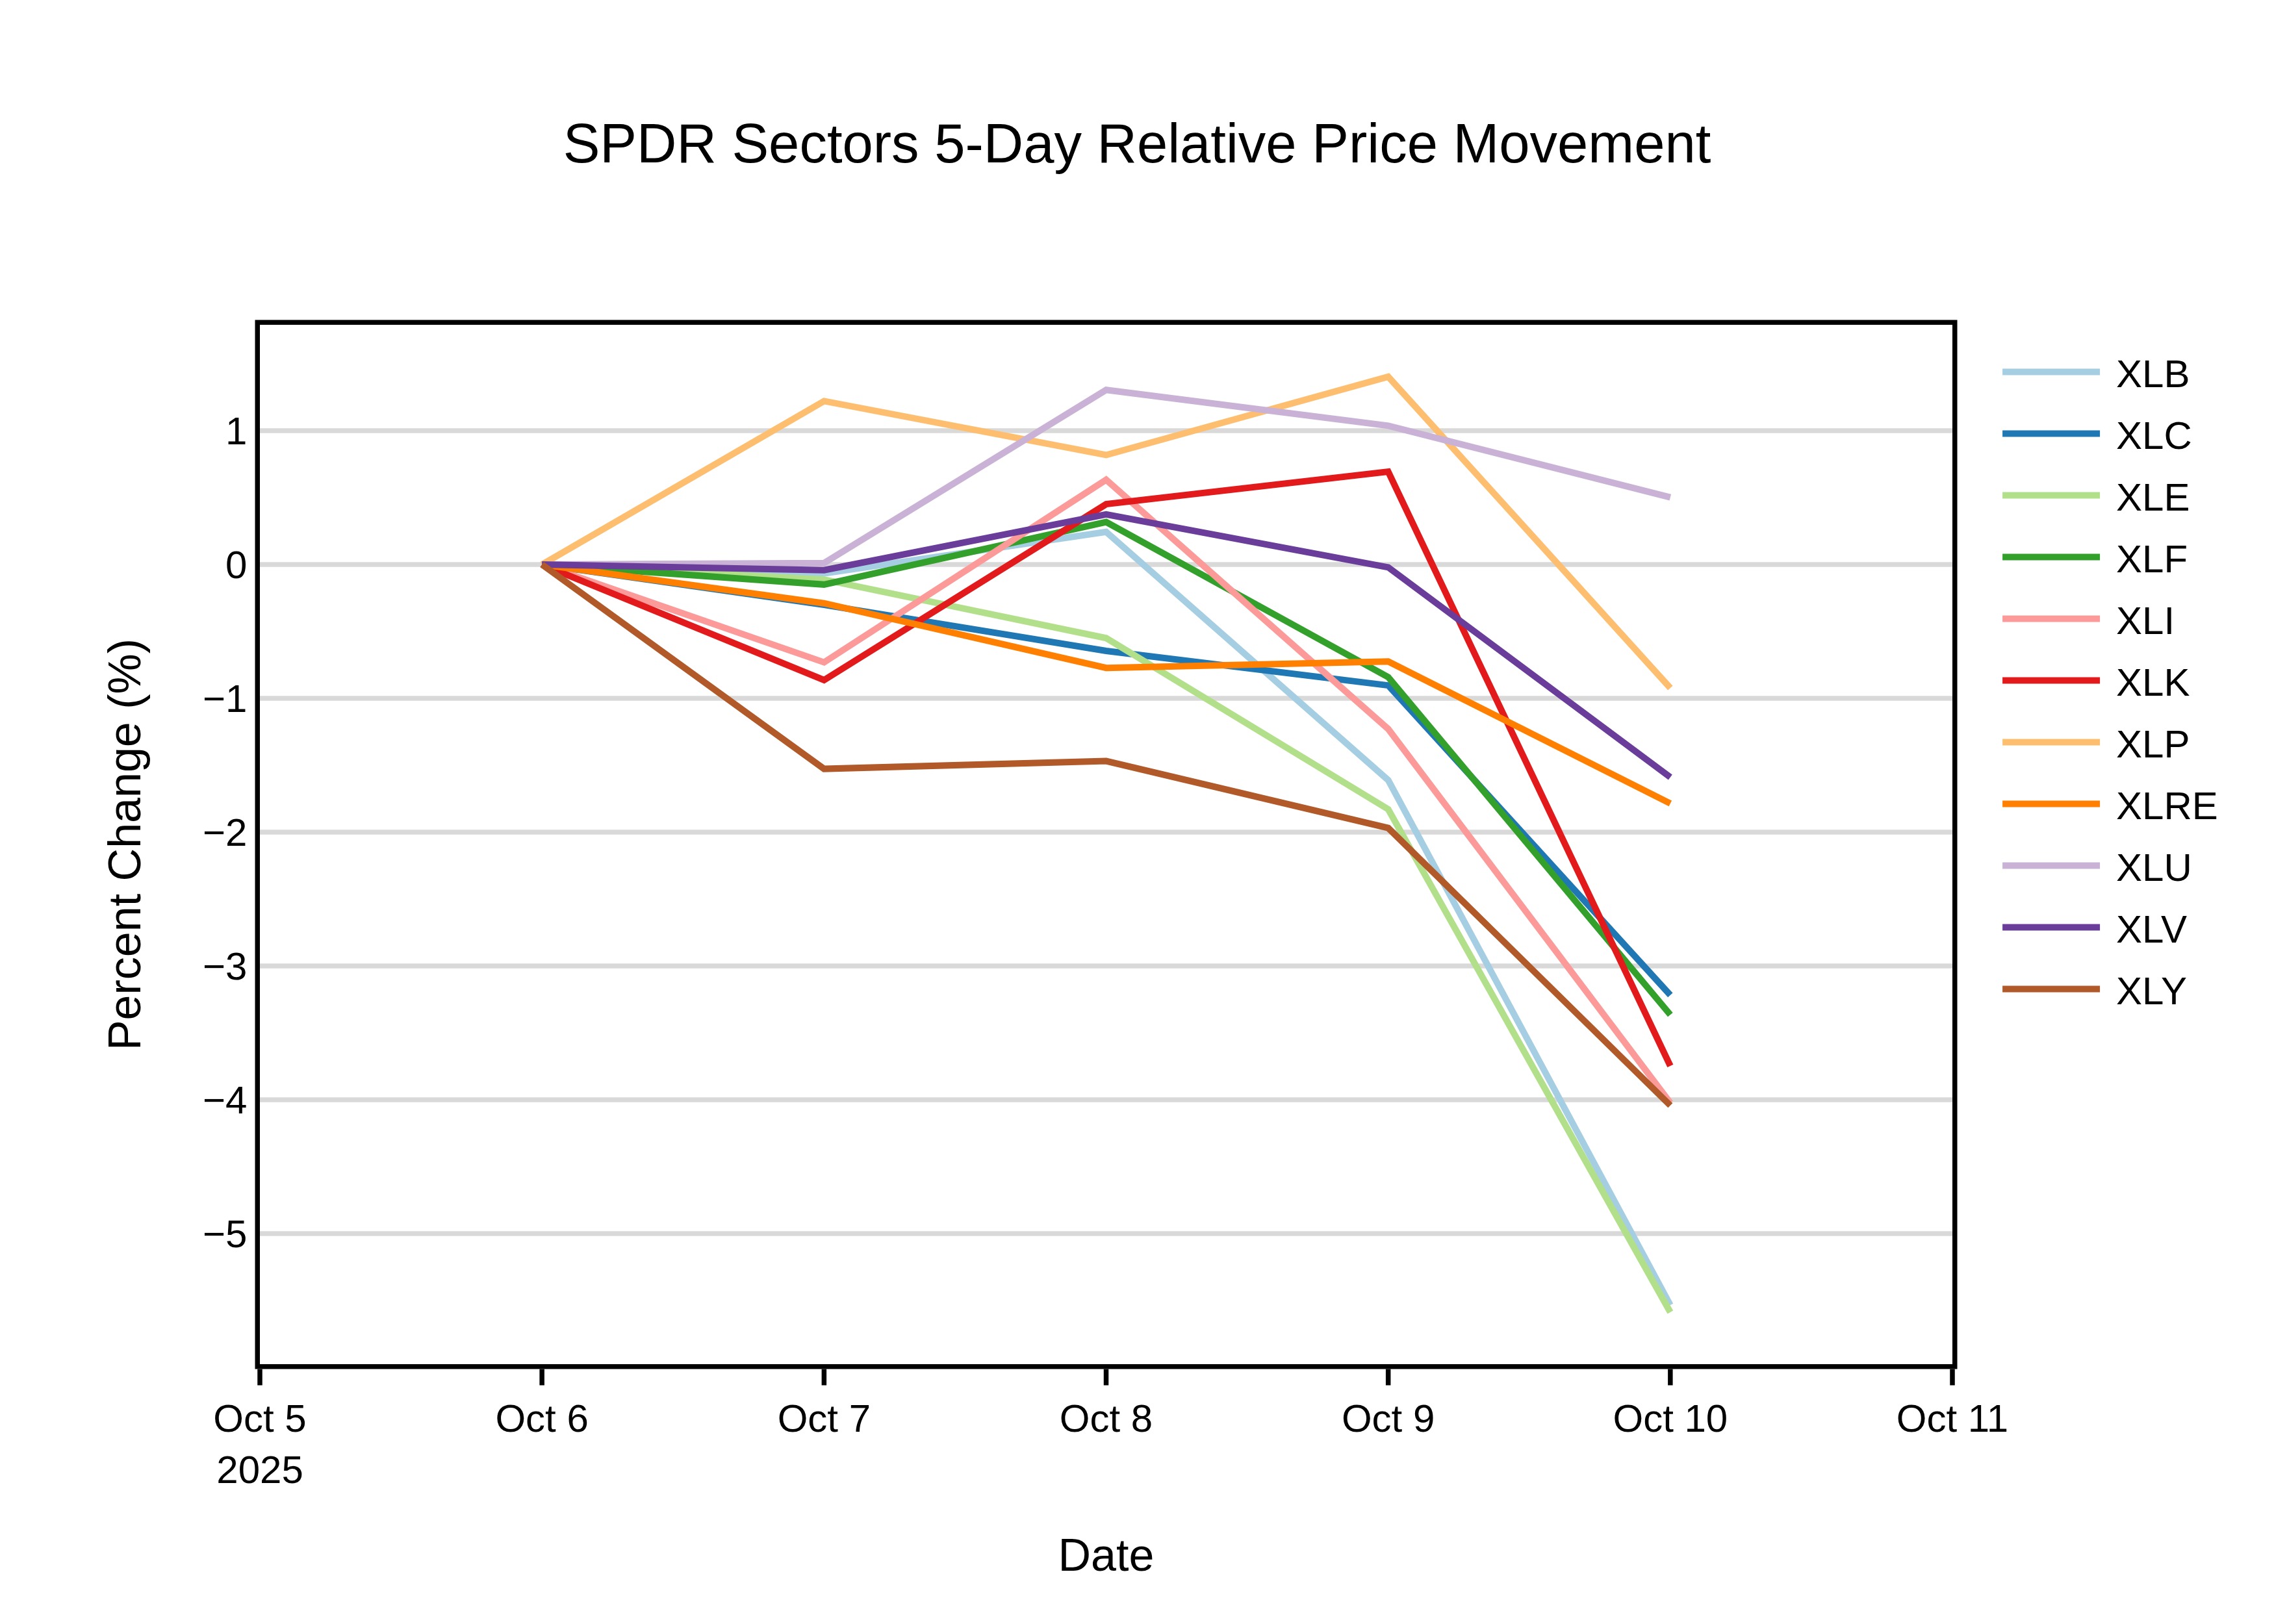 SPDR Sectors 5-Day Relative Price Movement
Percent Change (%)
1
0
−1
−2
−3
−4
−5
Oct 5
2025
Oct 6
Oct 7
Oct 8
Oct 9
Oct 10
Oct 11
Date
XLB
XLC
XLE
XLF
XLI
XLK
XLP
XLRE
XLU
XLV
XLY